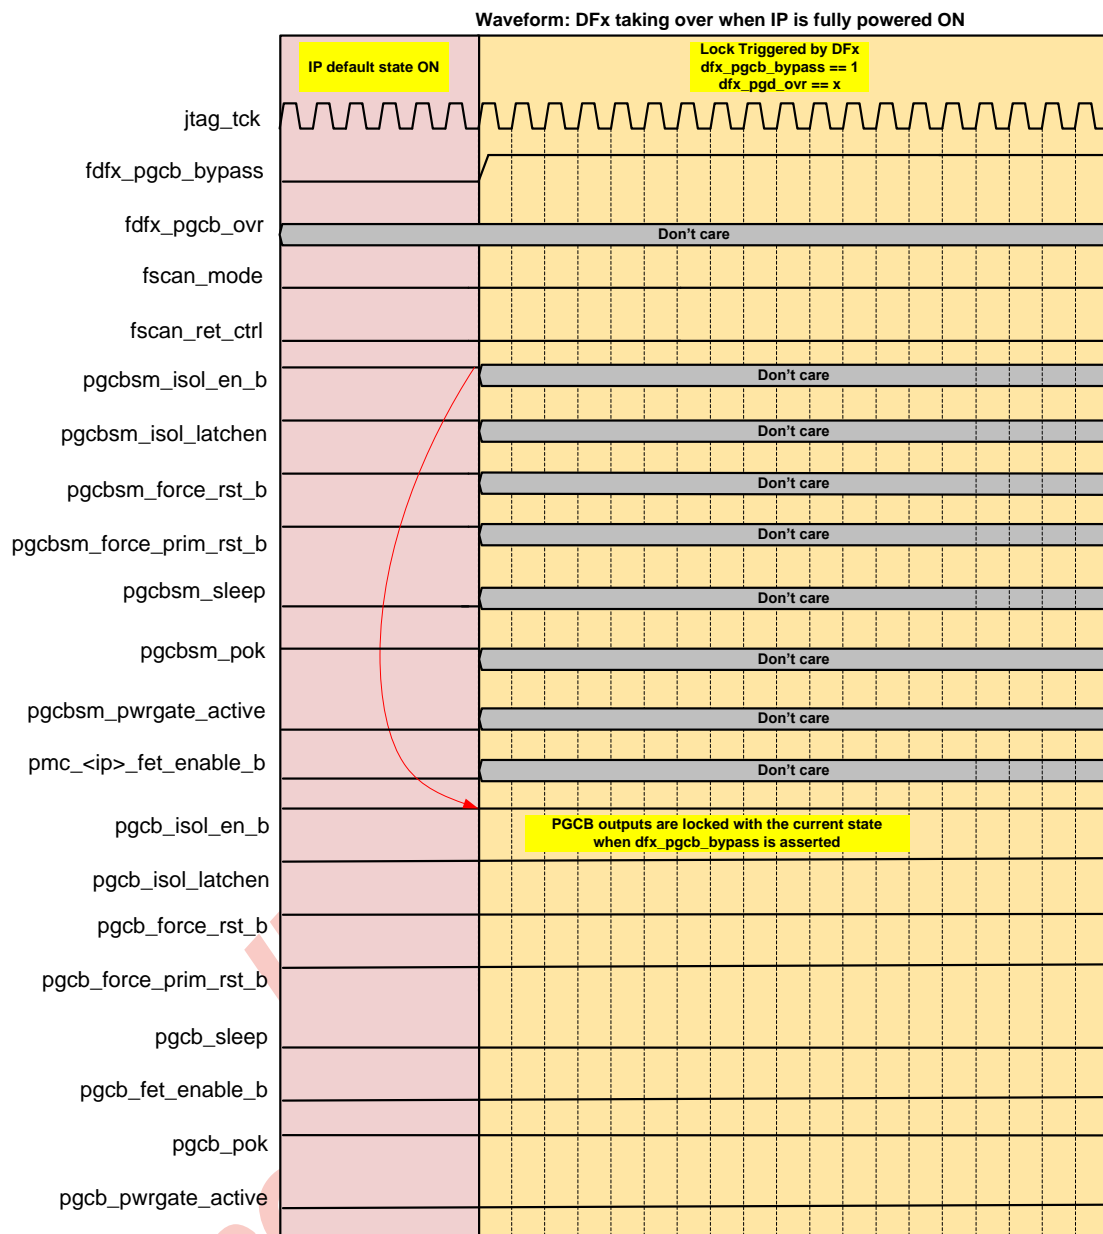 Waveform: DFx taking over when IP is fully powered ON
IP default state ON
Lock Triggered by DFx
dfx_pgcb_bypass == 1
dfx_pgd_ovr == x
jtag_tck
fdfx_pgcb_bypass
fdfx_pgcb_ovr
Don't care
fscan_mode
fscan_ret_ctrl
pgcbsm_isol_en_b
Don't care
pgcbsm_isol_latchen
Don't care
pgcbsm_force_rst_b
Don't care
pgcbsm_force_prim_rst_b
Don't care
pgcbsm_sleep
Don't care
pgcbsm_pok
Don't care
pgcbsm_pwrgate_active
Don't care
pmc_<ip>_fet_enable_b
Don't care
pgcb_isol_en_b
PGCB outputs are locked with the current state
when dfx_pgcb_bypass is asserted
pgcb_isol_latchen
pgcb_force_rst_b
pgcb_force_prim_rst_b
pgcb_sleep
pgcb_fet_enable_b
pgcb_pok
pgcb_pwrgate_active